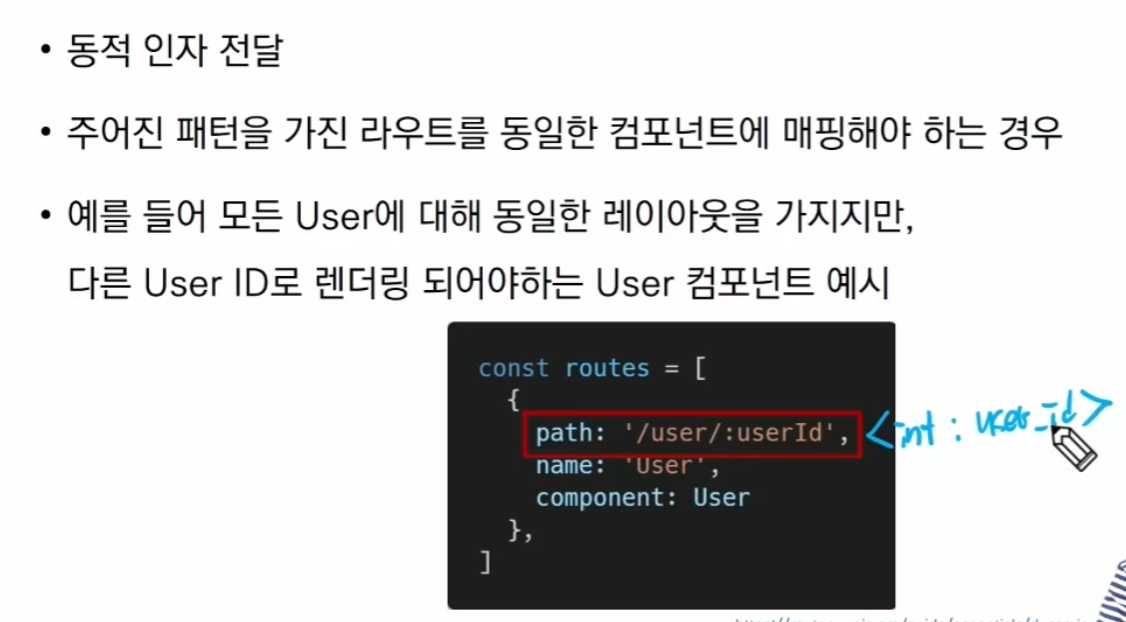 • 동적 인자 전달
• 주어진 패턴을 가진 라우트를 동일한 컴포넌트에 매핑해야 하는 경우
• 예를 들어 모든 User에 대해 동일한 레이아웃을 가지지만,
다른 User ID로 렌더링 되어야하는 User 컴포넌트 예시
const routes = [
{
path: '/user/:userId', <int : user_id>
name: 'User',
component: User
},
]